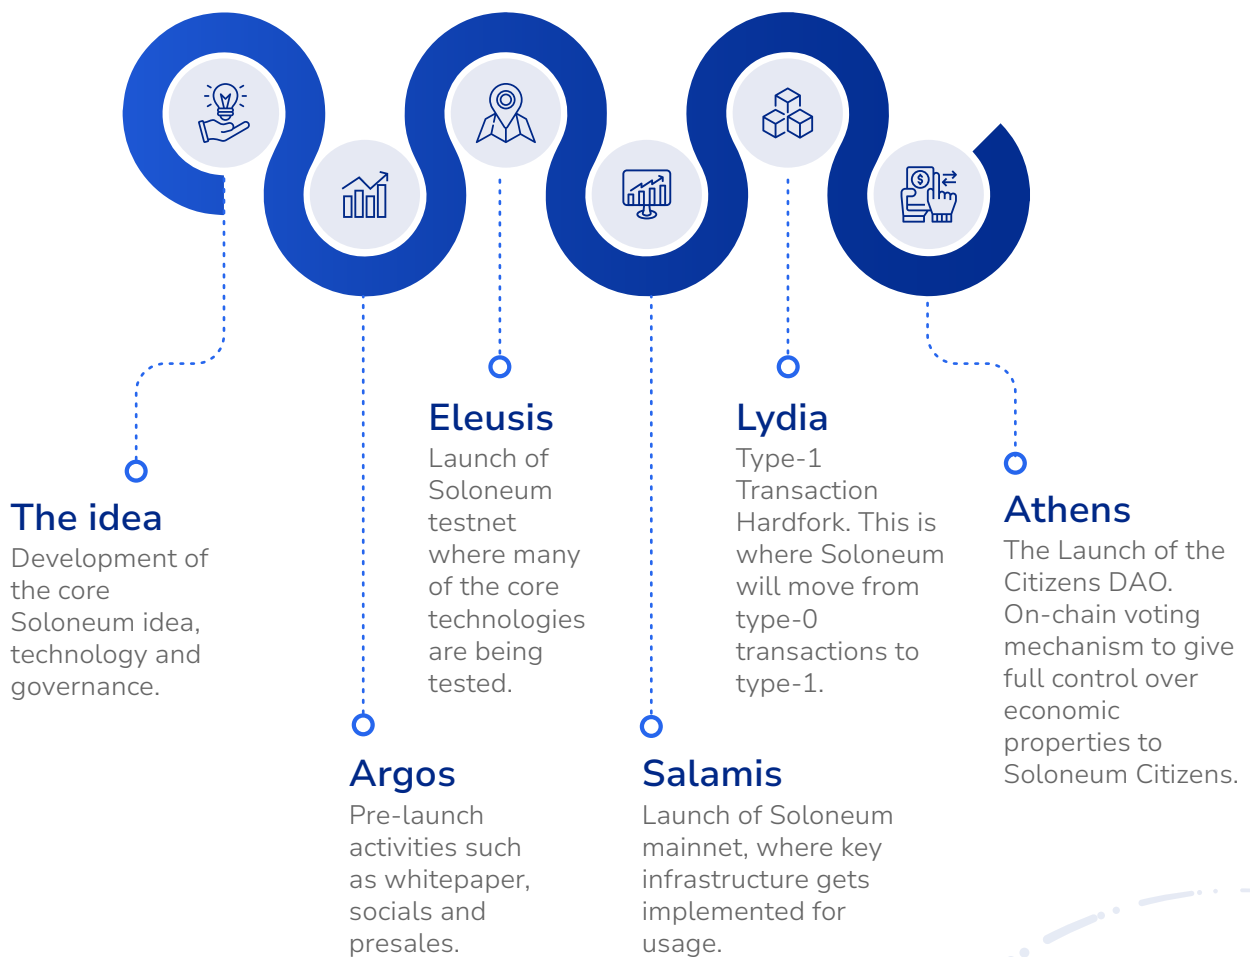 The idea
Development of
the core
Soloneum idea,
technology and
governance.
Argos
Pre-launch
activities such
as whitepaper,
socials and
presales.
Eleusis
Launch of
Soloneum
testnet
where many
of the core
technologies
are being
tested.
Salamis
Launch of Soloneum
mainnet, where key
infrastructure gets
implemented for
usage.
Lydia
Type-1
Transaction
Hardfork. This is
where Soloneum
will move from
type-0
transactions to
type-1.
Athens
The Launch of the
Citizens DAO.
On-chain voting
mechanism to give
full control over
economic
properties to
Soloneum Citizens.